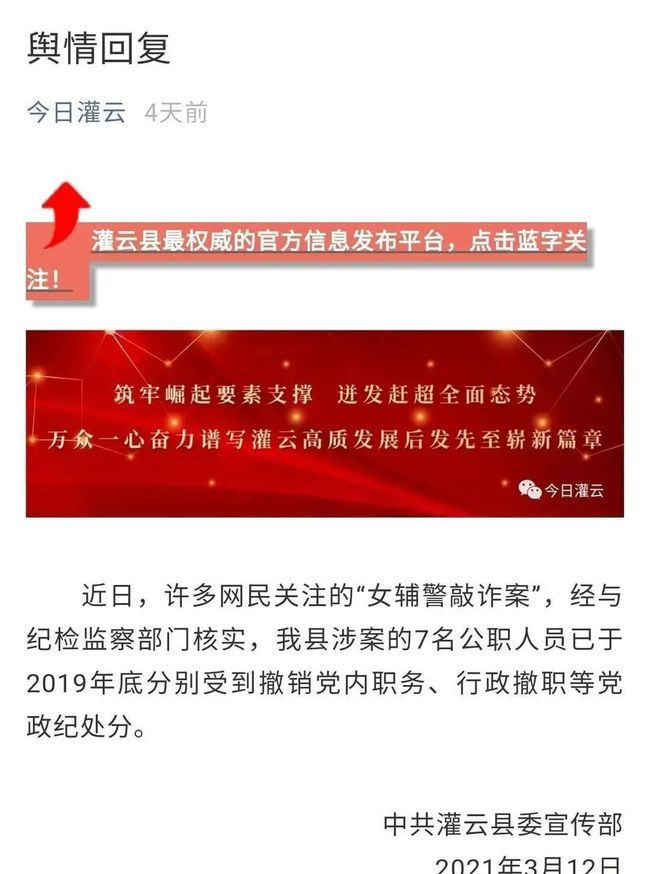 舆情回复
今日灌云 4天前
灌云县最权威的官方信息发布平台，点击蓝字关
注！
筑牢崛起要素支撑 迸发赶超全面态势
万众一心奋力谱写灌云高质发展后发先至崭新篇章
今日灌云
近日，许多网民关注的“女辅警敲诈案”，经与
纪检监察部门核实，我县涉案的7名公职人员已于
2019年底分别受到撤销党内职务、行政撤职等党
政纪处分。
中共灌云县委宣传部
2021年3月12日